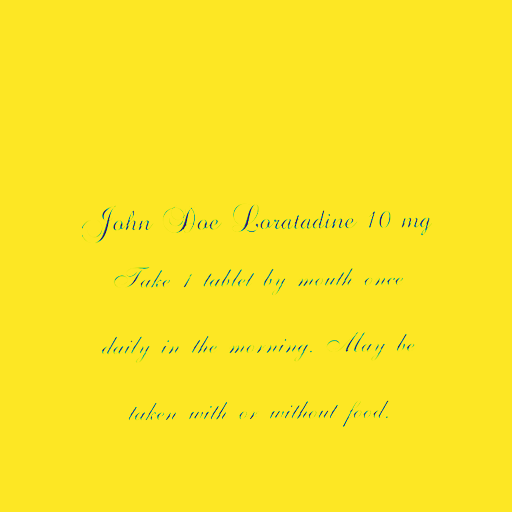 John Doe Loratadine 10 mg
Take 1 tablet by mouth once
daily in the morning. May be
taken with or without food.